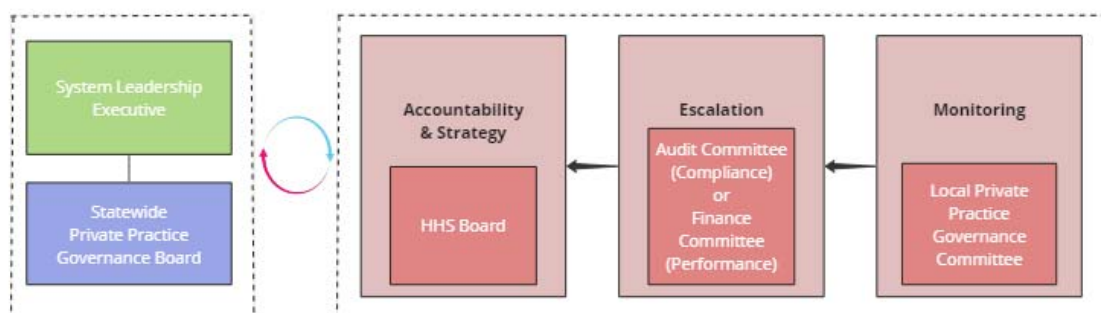 System Leadership
Executive
Statewide
Private Practice
Governance Board
Accountability
& Strategy
HHS Board
Escalation
Audit Committee
(Compliance)
or
Finance
Committee
(Performance)
Monitoring
Local Private
Practice
Governance
Committee